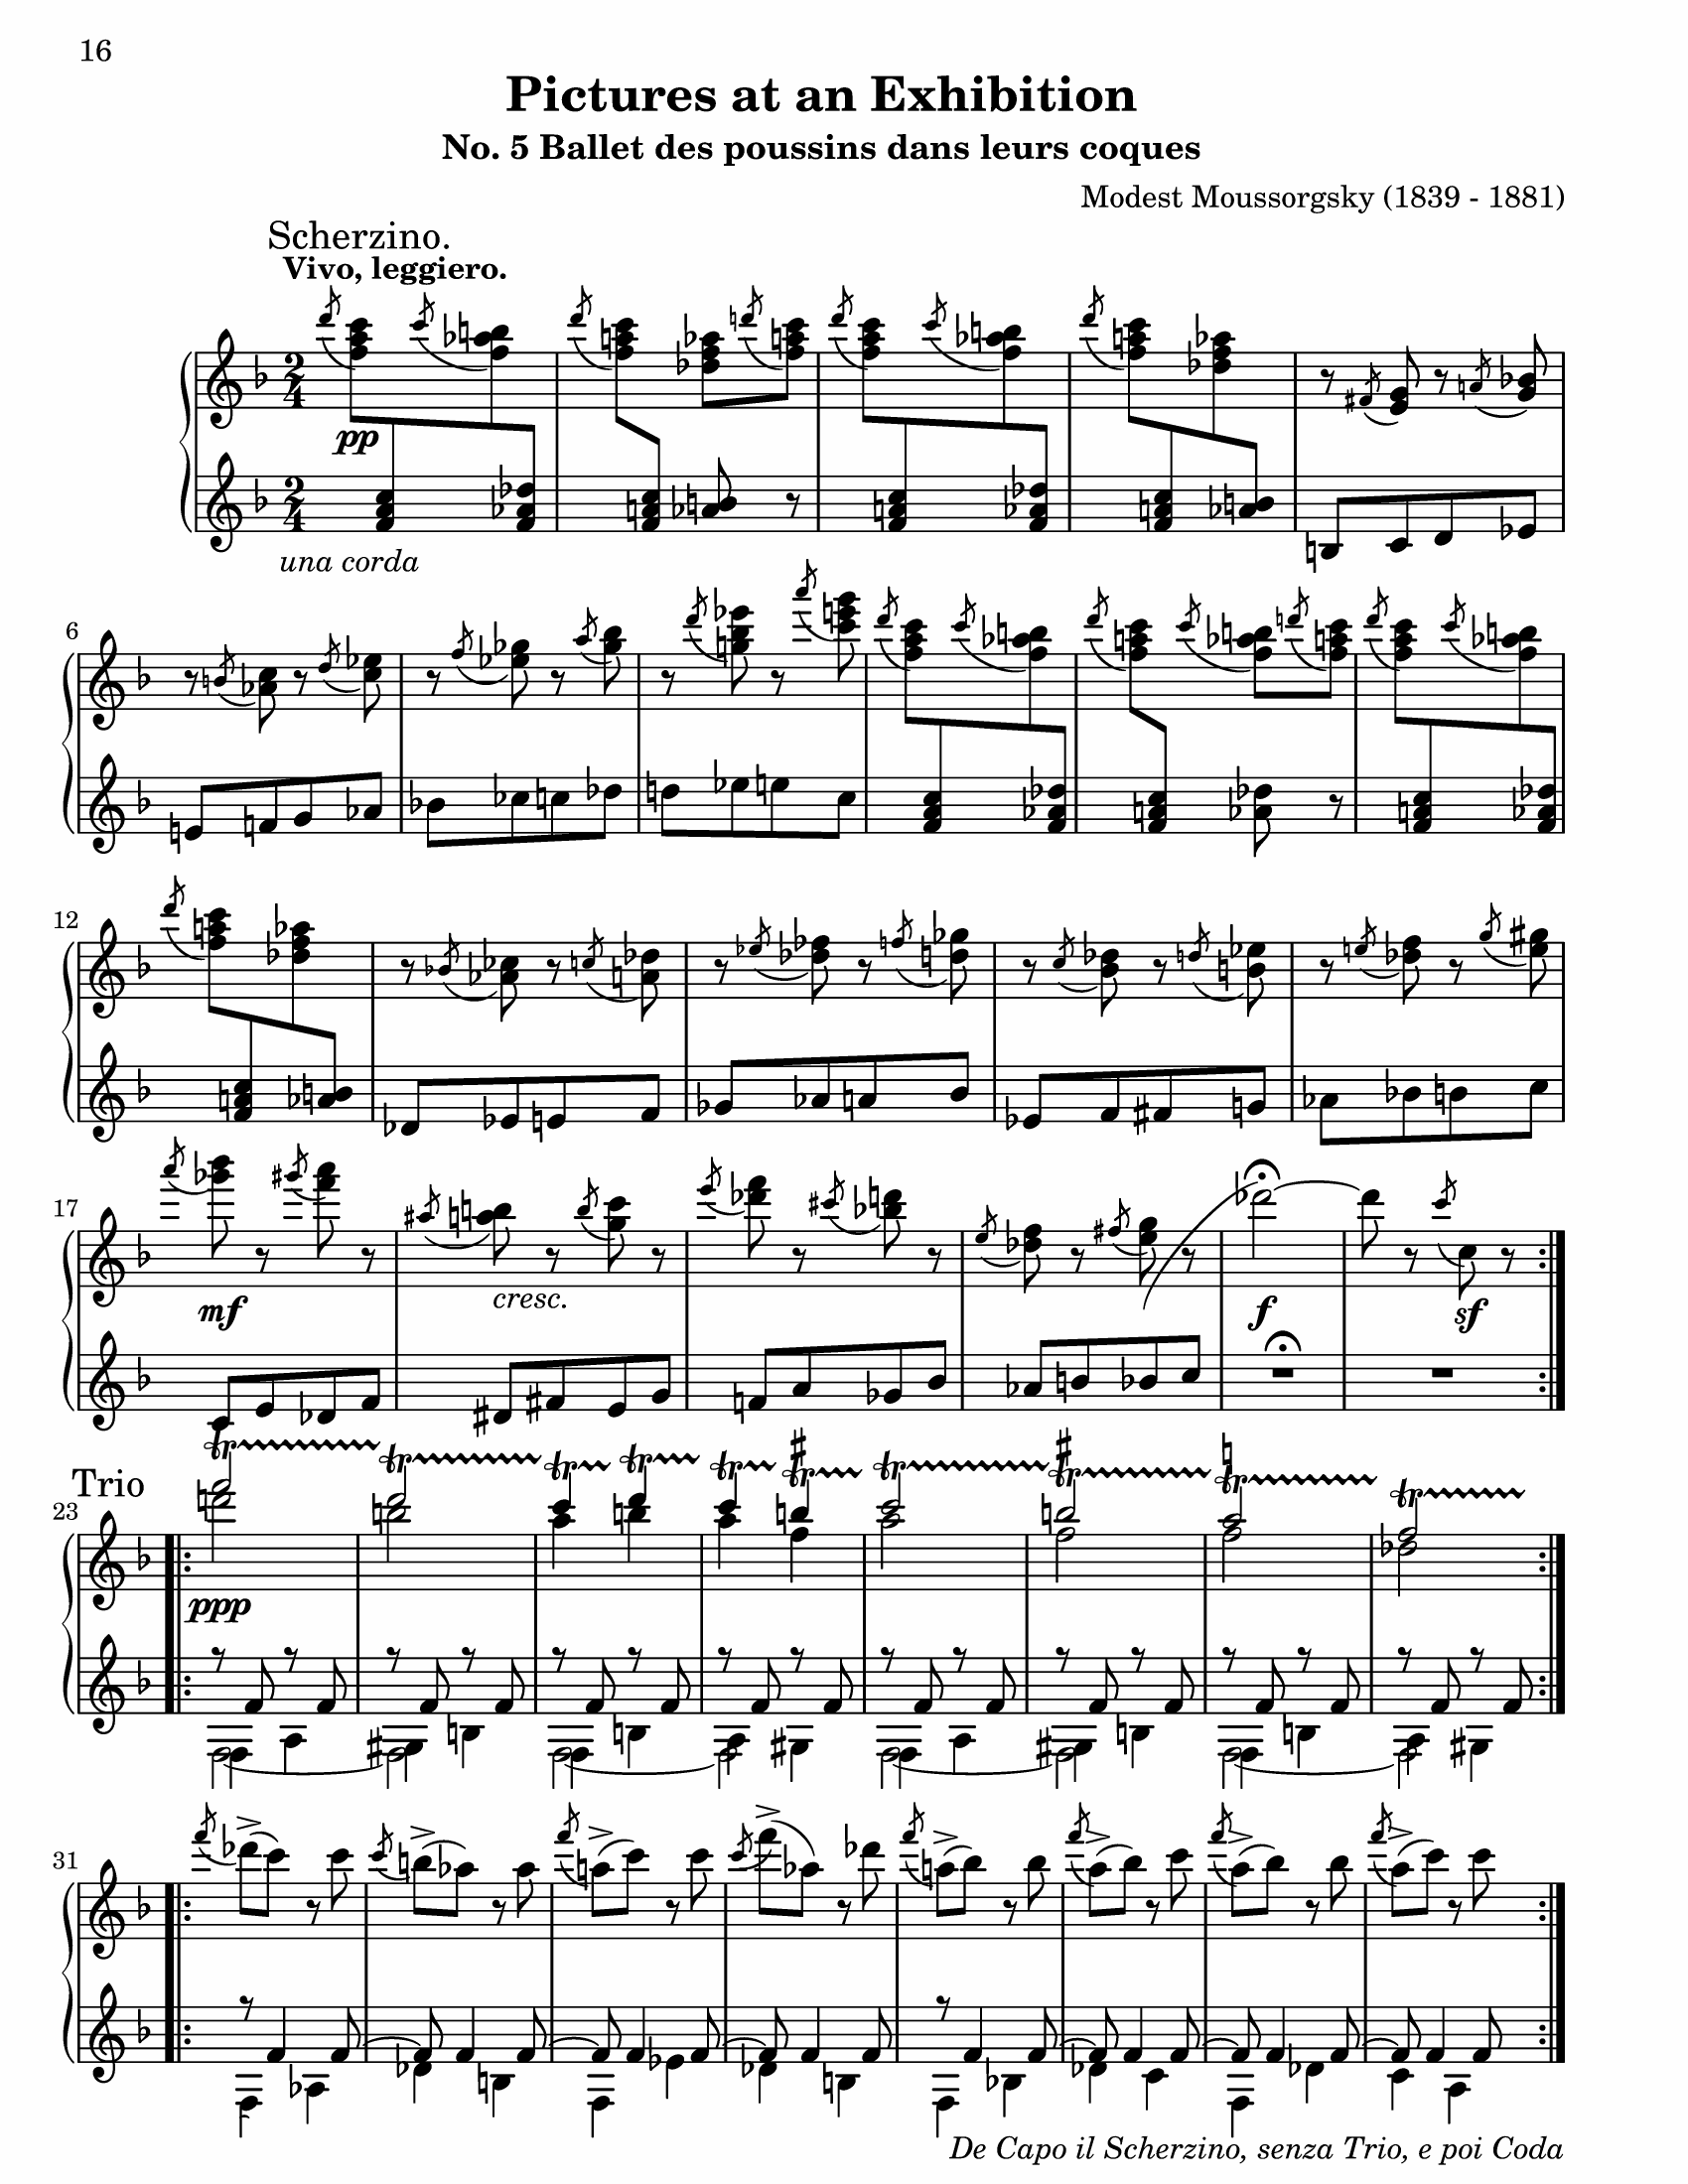 16
Pictures at an Exhibition
No. 5 Ballet des poussins dans leurs coques
Modest Moussorgsky (1839 - 1881)
Scherzino.
Vivo, leggiero.
pp
una corda
6
12
17
mf
cresc.
f
sf
Trio
23
ppp
31
De Capo il Scherzino, senza Trio, e poi Coda